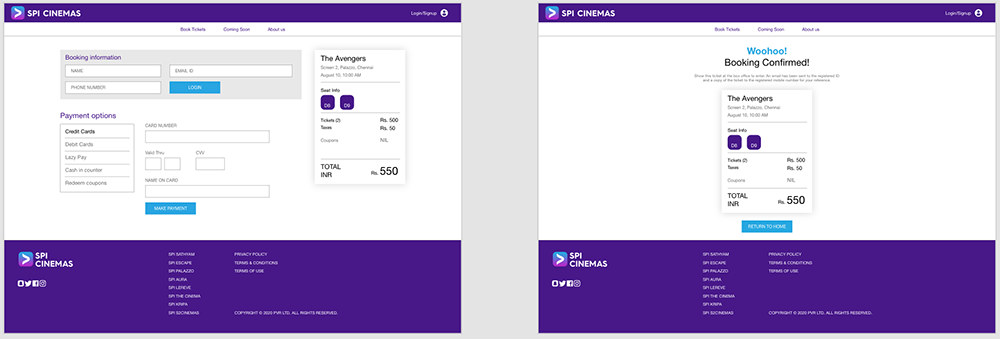 SPI CINEMAS
Login/Signup
Book Tickets Coming Soon About us
Booking information
NAME EMAIL ID
PHONE NUMBER LOGIN
Payment options
Credit Cards
Debit Cards
Lazy Pay
Cash in counter
Redeem coupons
CARD NUMBER
Valid Thru CVV
NAME ON CARD
MAKE PAYMENT
The Avengers
Screen 2, Palazzo, Chennai
August 10, 10:00 AM
Seat Info
D8 D9
Tickets (2) Rs. 500
Taxes Rs. 50
Coupons NIL
TOTAL
INR Rs. 550
SPI
CINEMAS
SPI SATHYAM
SPI ESCAPE
SPI PALAZZO
SPI AURA
SPI LEREVE
SPI THE CINEMA
SPI KRIPA
SPI S2CINEMAS
PRIVACY POLICY
TERMS & CONDITIONS
TERMS OF USE
COPYRIGHT © 2020 PVR LTD. ALL RIGHTS RESERVED.
SPI CINEMAS
Login/Signup
Book Tickets Coming Soon About us
Woohoo!
Booking Confirmed!
Show this ticket at the box office to enter. An email has been sent to the registered ID
and a copy of the ticket to the registered mobile number for your reference.
The Avengers
Screen 2, Palazzo, Chennai
August 10, 10:00 AM
Seat Info
D8 D9
Tickets (2) Rs. 500
Taxes Rs. 50
Coupons NIL
TOTAL
INR Rs. 550
RETURN TO HOME
SPI
CINEMAS
SPI SATHYAM
SPI ESCAPE
SPI PALAZZO
SPI AURA
SPI LEREVE
SPI THE CINEMA
SPI KRIPA
SPI S2CINEMAS
PRIVACY POLICY
TERMS & CONDITIONS
TERMS OF USE
COPYRIGHT © 2020 PVR LTD. ALL RIGHTS RESERVED.